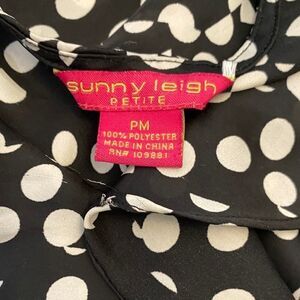 sunny leigh
PETITE
PM
100% POLYESTER
MADE IN CHINA
RN# 109881